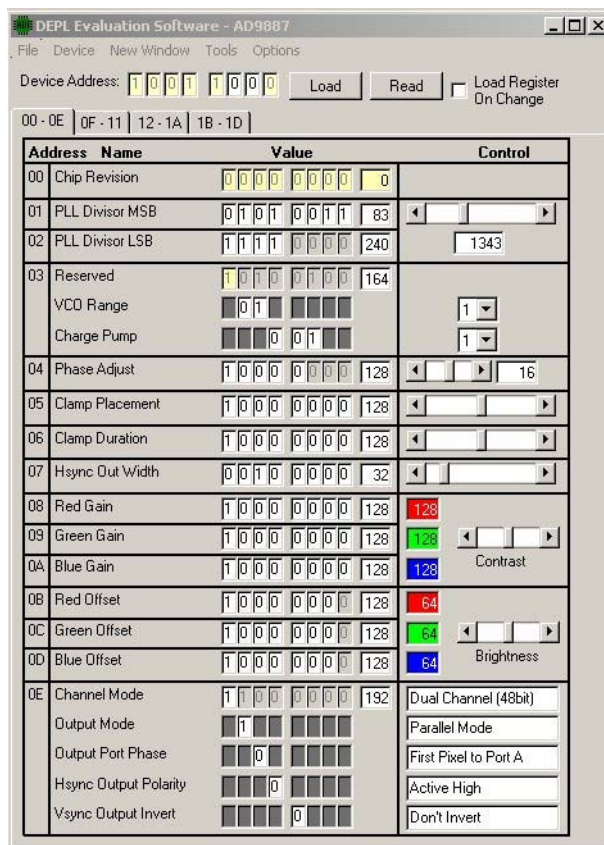 DEPL Evaluation Software - AD9887
File Device New Window Tools Options
Device Address: 1 0 0 1 1 0 0 0 Load Read Load Register On Change
00 - 0E 0F - 11 12 - 1A 1B - 1D
Address Name Value Control
00 Chip Revision 0 0 0 0 0 0 0 0 0
01 PLL Divisor MSB 0 1 0 1 0 0 1 1 83
02 PLL Divisor LSB 1 1 1 1 0 0 0 0 240 1343
03 Reserved 1 0 1 0 0 1 0 0 164
VCO Range 0 1 1
Charge Pump 0 0 1 1
04 Phase Adjust 1 0 0 0 0 0 0 0 128 16
05 Clamp Placement 1 0 0 0 0 0 0 0 128
06 Clamp Duration 1 0 0 0 0 0 0 0 128
07 Hsync Out Width 0 0 1 0 0 0 0 0 32
08 Red Gain 1 0 0 0 0 0 0 0 128 128
09 Green Gain 1 0 0 0 0 0 0 0 128 128
0A Blue Gain 1 0 0 0 0 0 0 0 128 128 Contrast
0B Red Offset 1 0 0 0 0 0 0 0 128 64
0C Green Offset 1 0 0 0 0 0 0 0 128 64
0D Blue Offset 1 0 0 0 0 0 0 0 128 64 Brightness
0E Channel Mode 1 1 0 0 0 0 0 0 192 Dual Channel (48bit)
Output Mode 1 Parallel Mode
Output Port Phase 0 First Pixel to Port A
Hsync Output Polarity 0 Active High
Vsync Output Invert 0 Don't Invert